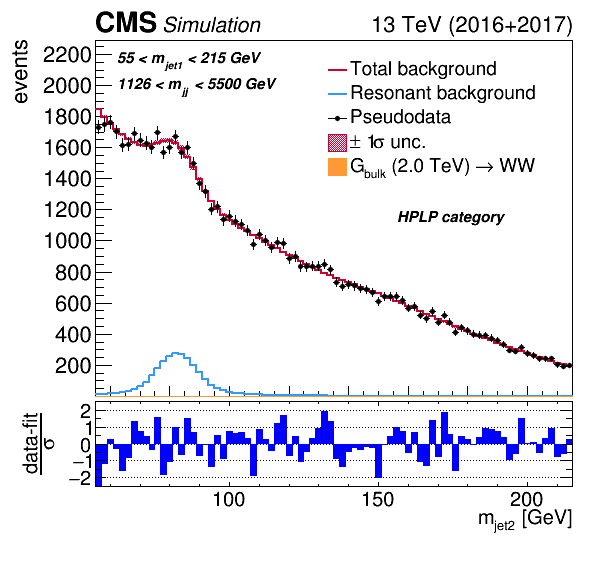 CMS Simulation 13 TeV (2016+2017)
events
55 < m_jet1 < 215 GeV
1126 < m_jj < 5500 GeV
Total background
Resonant background
Pseudodata
± 1σ unc.
G_bulk (2.0 TeV) → WW
HPLP category
2200
2000
1800
1600
1400
1200
1000
800
600
400
200
data-fit
σ
2
1
0
−1
−2
100 150 200
m_jet2 [GeV]